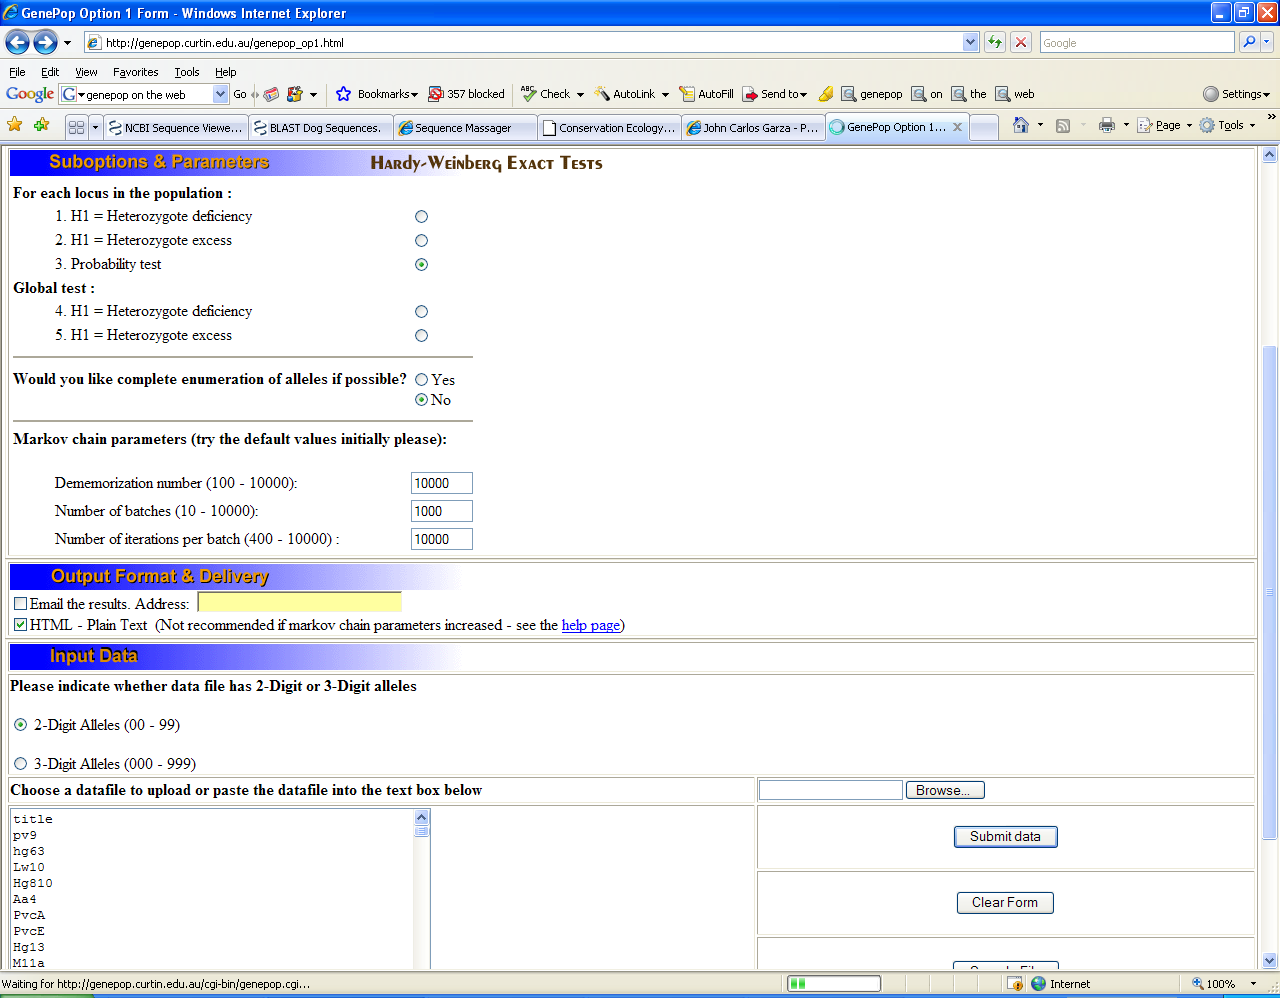 GenePop Option 1 Form - Windows Internet Explorer
http://genepop.curtin.edu.au/genepop_op1.html
Google
File Edit View Favorites Tools Help
Google G genepop on the web Go Bookmarks 357 blocked ABC Check AutoLink AutoFill Send to genepop on the web Settings
NCBI Sequence Viewe... BLAST Dog Sequences. Sequence Massager Conservation Ecology... John Carlos Garza - P... GenePop Option 1... Page Tools
Suboptions & Parameters Hardy-Weinberg Exact Tests
For each locus in the population :
1. H1 = Heterozygote deficiency
2. H1 = Heterozygote excess
3. Probability test
Global test :
4. H1 = Heterozygote deficiency
5. H1 = Heterozygote excess
Would you like complete enumeration of alleles if possible? Yes
No
Markov chain parameters (try the default values initially please):
Dememorization number (100 - 10000): 10000
Number of batches (10 - 10000): 1000
Number of iterations per batch (400 - 10000) : 10000
Output Format & Delivery
Email the results. Address:
HTML - Plain Text (Not recommended if markov chain parameters increased - see the help page)
Input Data
Please indicate whether data file has 2-Digit or 3-Digit alleles
2-Digit Alleles (00 - 99)
3-Digit Alleles (000 - 999)
Choose a datafile to upload or paste the datafile into the text box below Browse...
title
pv9
hg63
Lw10
Hg810
Aa4
PvcA
PvcE
Hg13
M11a
Submit data
Clear Form
Waiting for http://genepop.curtin.edu.au/cgi-bin/genepop.cgi... Internet 100%